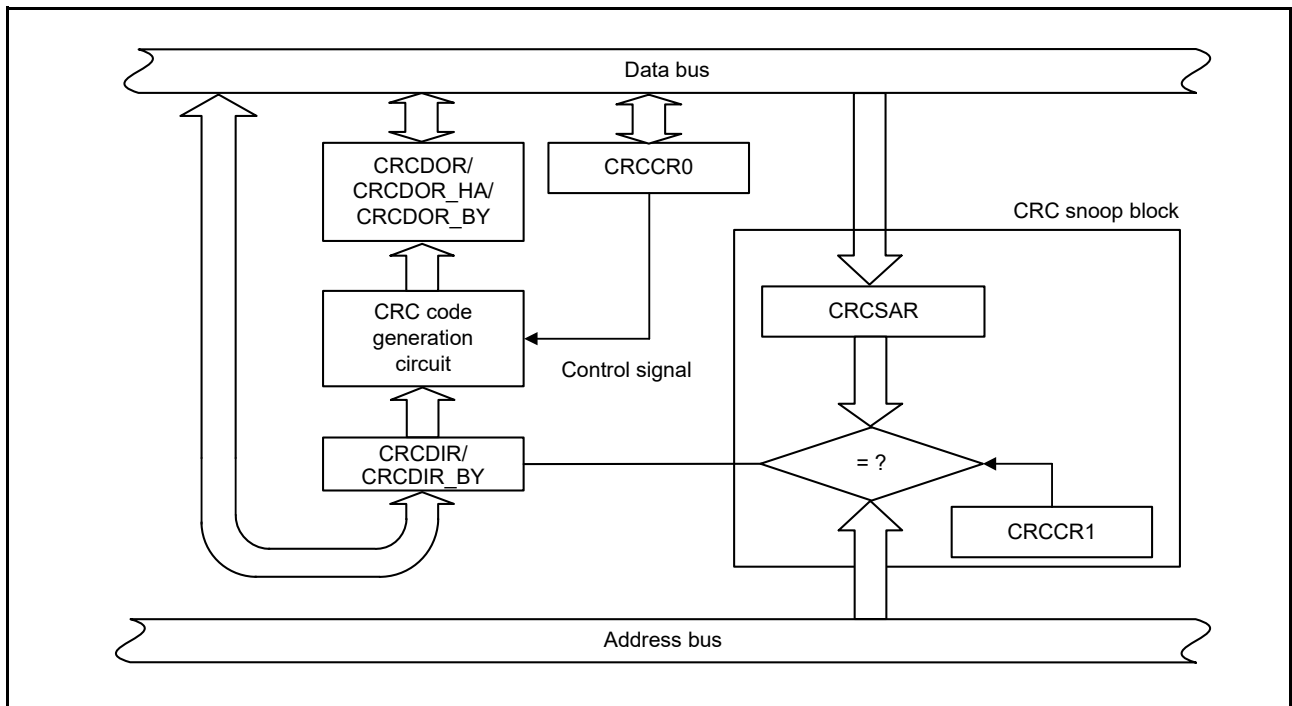 Data bus
CRCDOR/
CRCDOR_HA/
CRCDOR_BY
CRCCR0
CRC snoop block
CRCSAR
CRC code
generation
circuit
Control signal
CRCDIR/
CRCDIR_BY
= ?
CRCCR1
Address bus